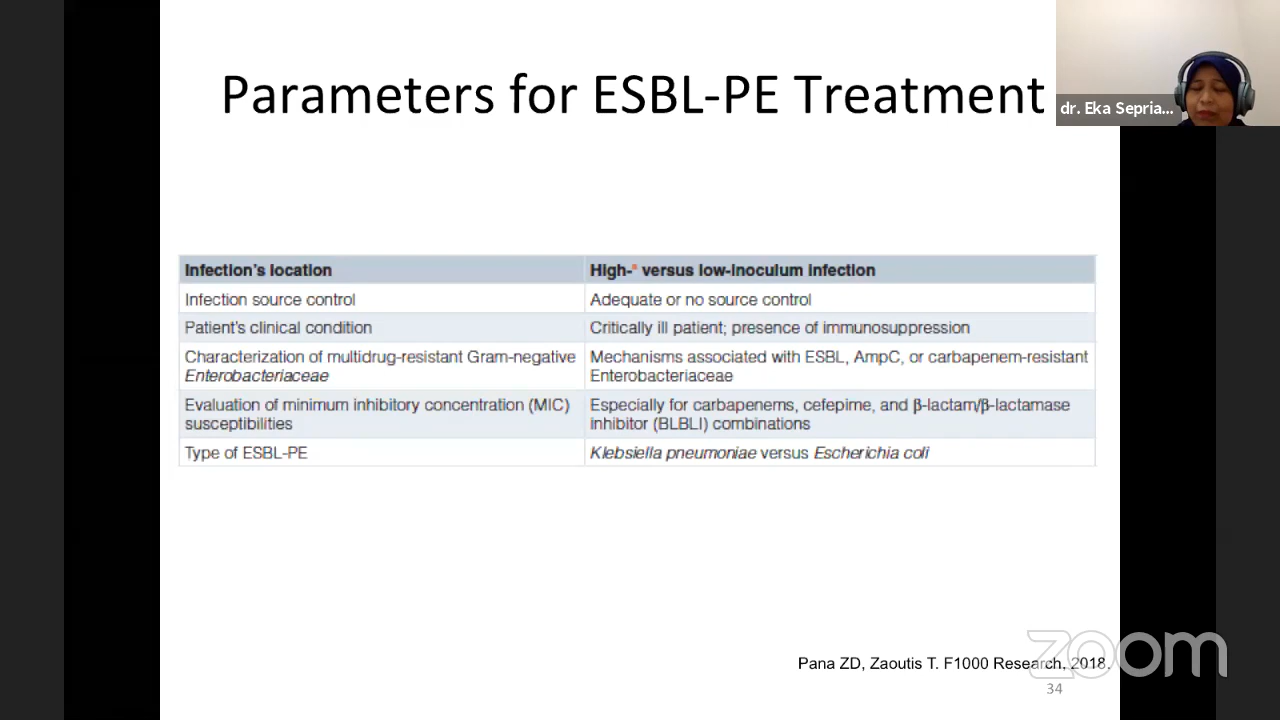 Parameters for ESBL-PE Treatment
dr. Eka Sepria...
Infection's location
High-* versus low-inoculum infection
Infection source control
Adequate or no source control
Patient's clinical condition
Critically ill patient; presence of immunosuppression
Characterization of multidrug-resistant Gram-negative
Enterobacteriaceae
Mechanisms associated with ESBL, AmpC, or carbapenem-resistant
Enterobacteriaceae
Evaluation of minimum inhibitory concentration (MIC)
susceptibilities
Especially for carbapenems, cefepime, and β-lactam/β-lactamase
inhibitor (BLBLI) combinations
Type of ESBL-PE
Klebsiella pneumoniae versus Escherichia coli
Pana ZD, Zaoutis T. F1000 Research, 2018.
zoom
34